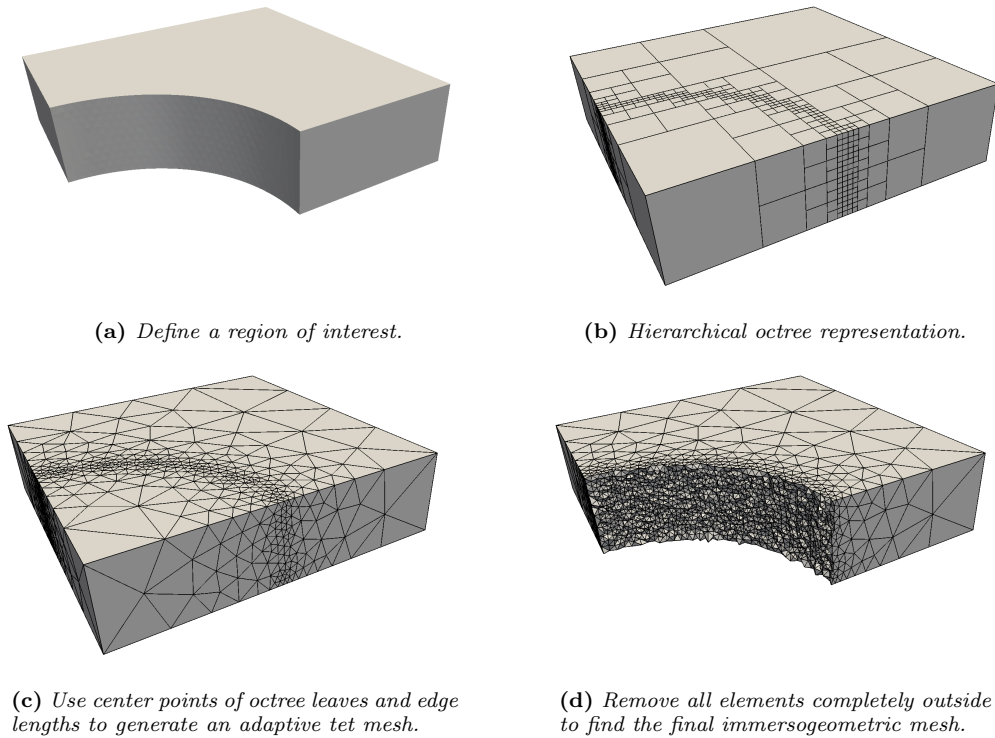 (a) Define a region of interest.
(b) Hierarchical octree representation.
(c) Use center points of octree leaves and edge
lengths to generate an adaptive tet mesh.
(d) Remove all elements completely outside
to find the final immersogeometric mesh.